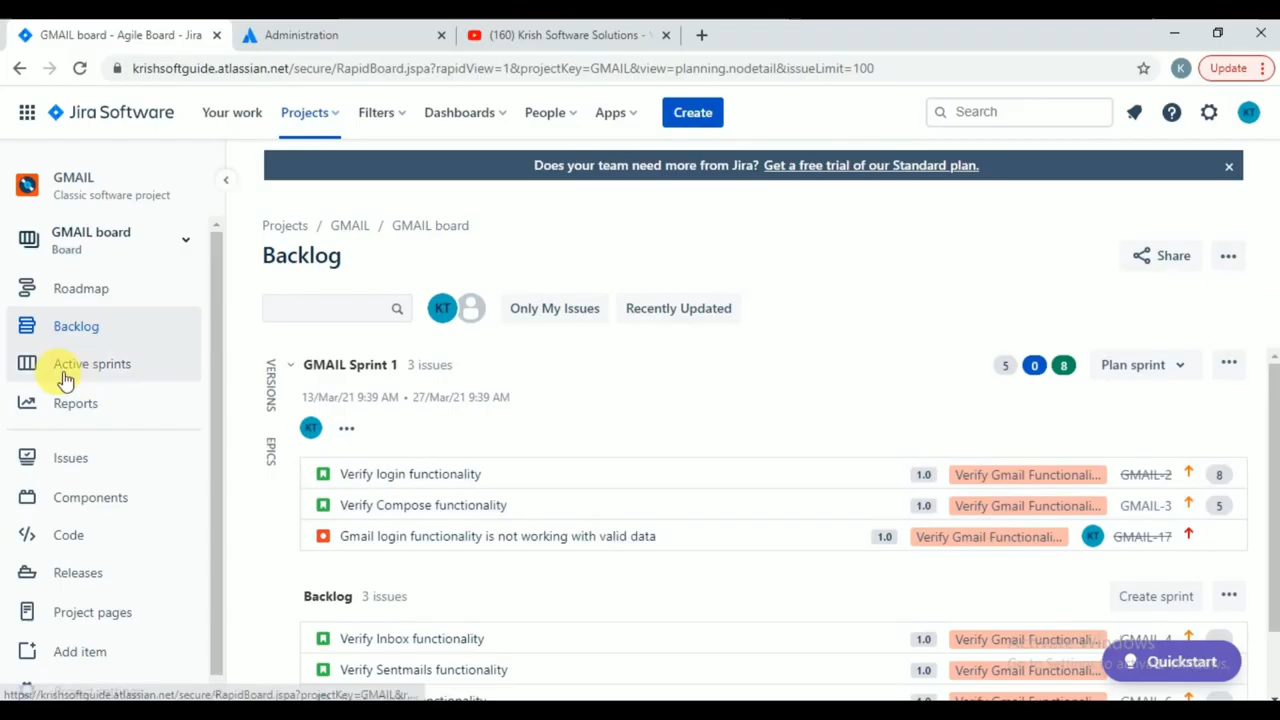 GMAIL board - Agile Board - Jira
Administration
(160) Krish Software Solutions -
krishsoftguide.atlassian.net/secure/RapidBoard.jspa?rapidView=1&projectKey=GMAIL&view=planning.nodetail&issueLimit=100
K
Update
Jira Software
Your work
Projects
Filters
Dashboards
People
Apps
Create
Search
KT
GMAIL
Classic software project
Does your team need more from Jira? Get a free trial of our Standard plan.
GMAIL board
Board
Projects / GMAIL / GMAIL board
Backlog
Share
Roadmap
Backlog
Active sprints
Reports
Issues
Components
Code
Releases
Project pages
Add item
KT
Only My Issues
Recently Updated
VERSIONS
EPICS
GMAIL Sprint 1 3 issues
5 0 8
Plan sprint
13/Mar/21 9:39 AM • 27/Mar/21 9:39 AM
KT
Verify login functionality 1.0 Verify Gmail Functionali... GMAIL-2 8
Verify Compose functionality 1.0 Verify Gmail Functionali... GMAIL-3 5
Gmail login functionality is not working with valid data 1.0 Verify Gmail Functionali... KT GMAIL-17
Backlog 3 issues
Create sprint
Verify Inbox functionality 1.0 Verify Gmail Functionali... GMAIL-4
Activate Windows
Verify Sentmails functionality 1.0 Verify Gmail Functionali...
Quickstart
https://krishsoftguide.atlassian.net/secure/RapidBoard.jspa?projectKey=GMAIL&r...